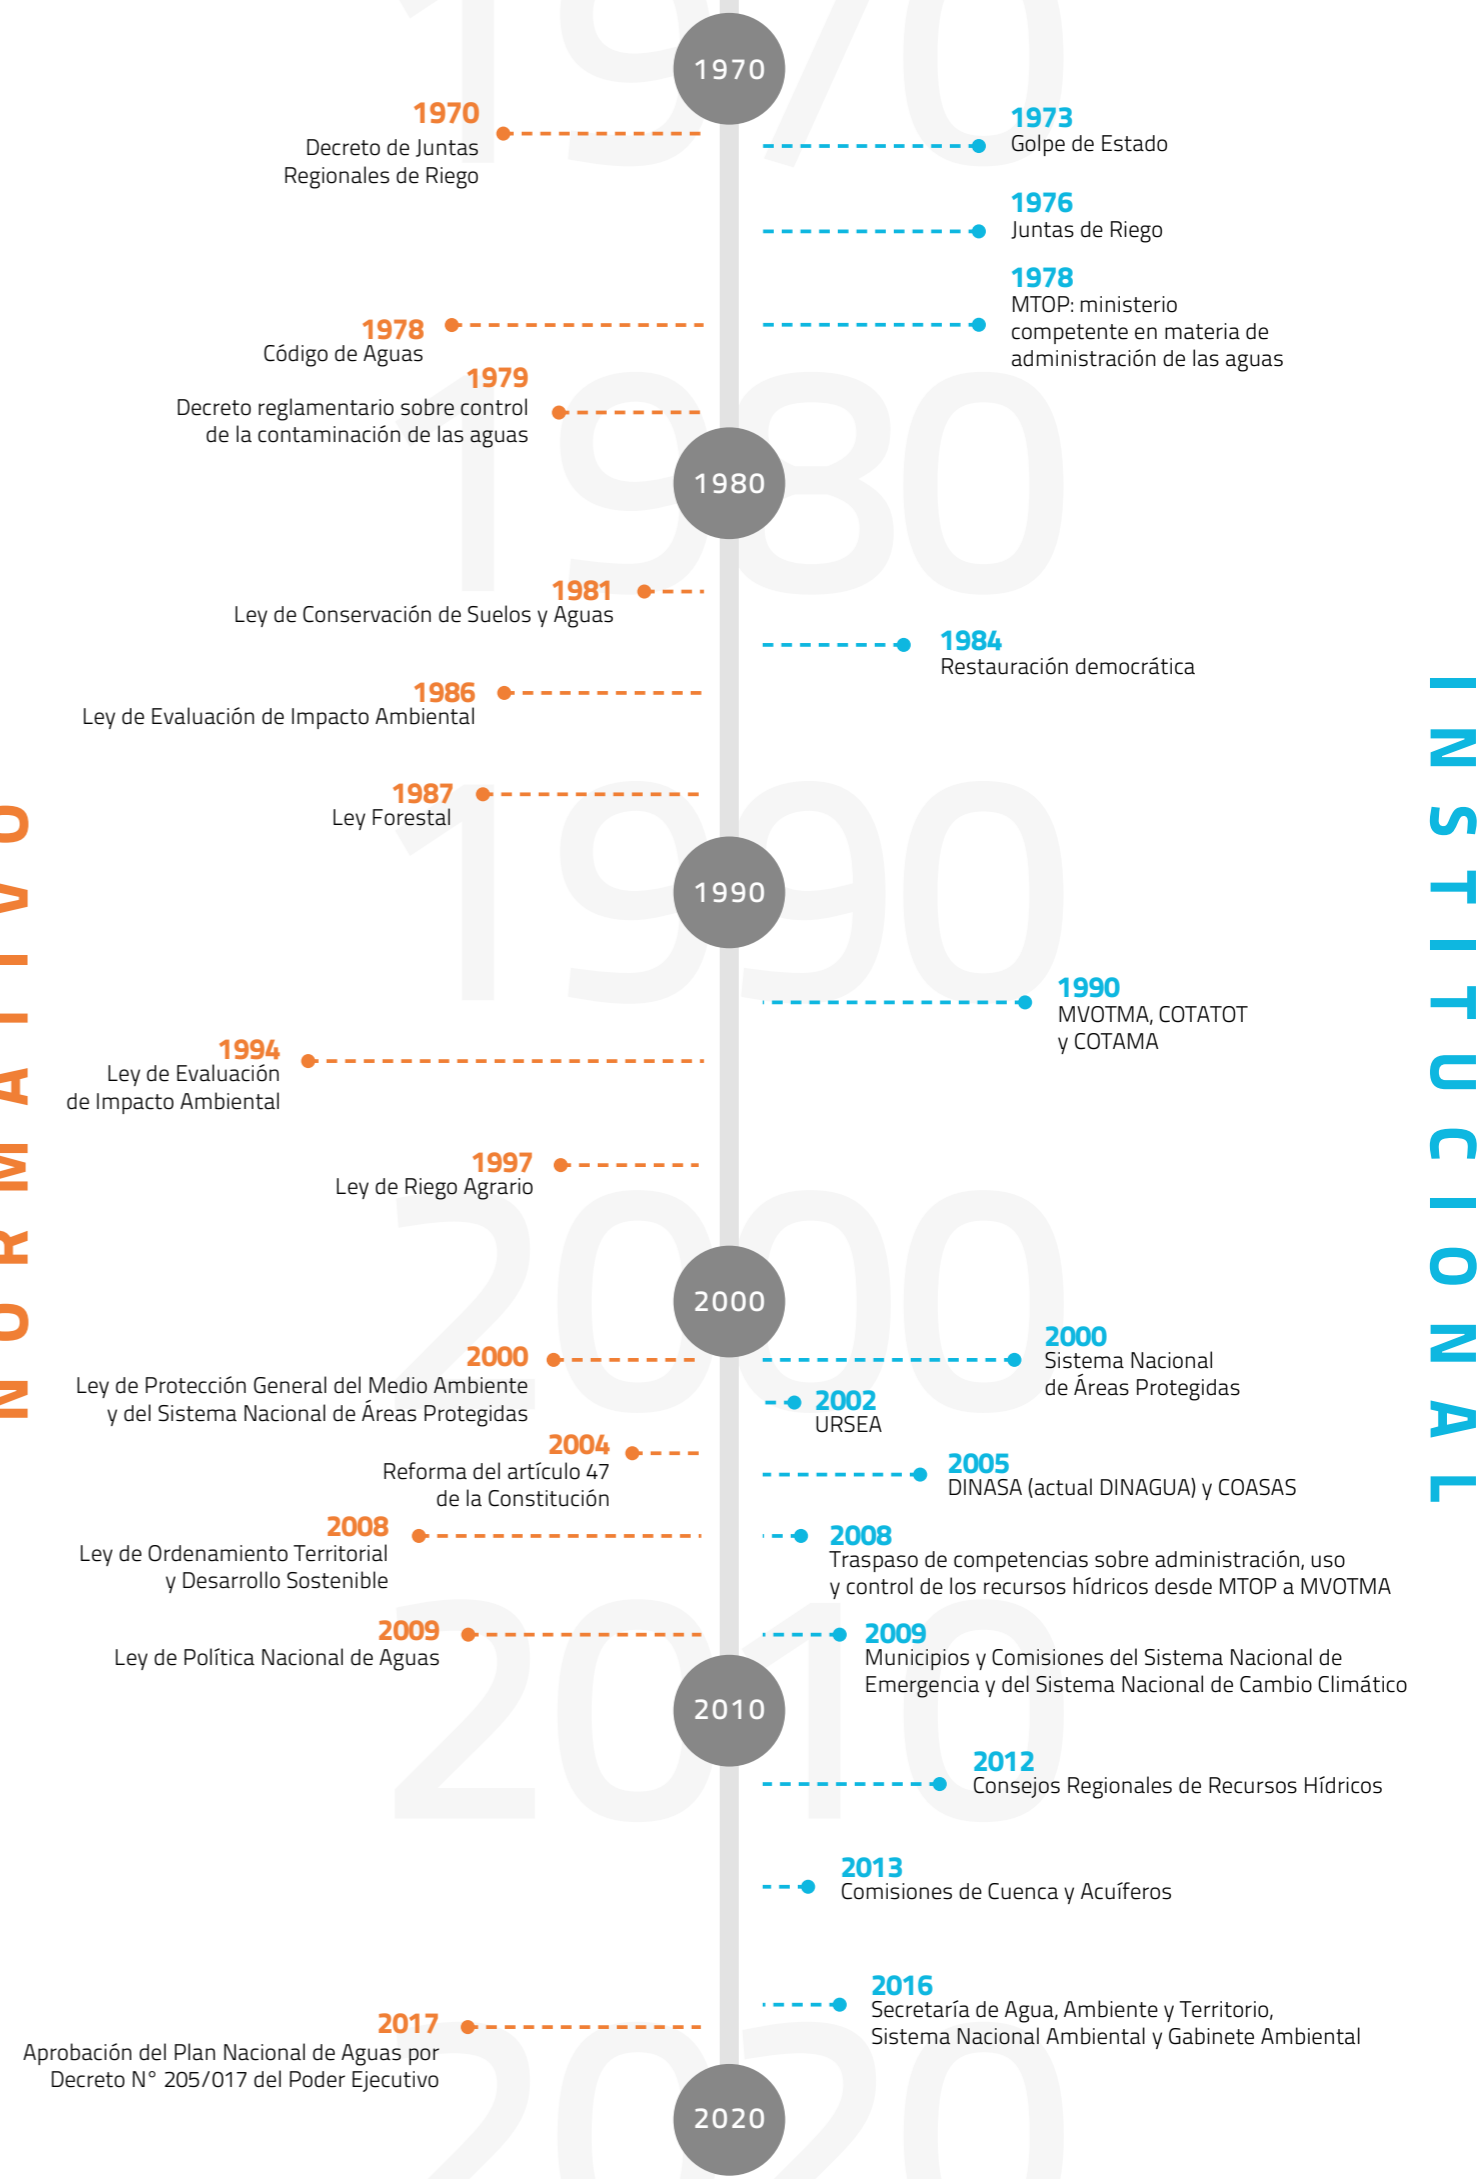 1970
1970
1970
Decreto de Juntas
Regionales de Riego
1973
Golpe de Estado
1976
Juntas de Riego
1978
MTOP: ministerio
competente en materia de
administración de las aguas
1978
Código de Aguas
1979
Decreto reglamentario sobre control
de la contaminación de las aguas
1980
1980
1981
Ley de Conservación de Suelos y Aguas
1984
Restauración democrática
1986
Ley de Evaluación de Impacto Ambiental
1987
Ley Forestal
1990
1990
1990
MVOTMA, COTATOT
y COTAMA
1994
Ley de Evaluación
de Impacto Ambiental
1997
Ley de Riego Agrario
2000
2000
2000
Ley de Protección General del Medio Ambiente
y del Sistema Nacional de Áreas Protegidas
2000
Sistema Nacional
de Áreas Protegidas
2002
URSEA
2004
Reforma del artículo 47
de la Constitución
2005
DINASA (actual DINAGUA) y COASAS
2008
Ley de Ordenamiento Territorial
y Desarrollo Sostenible
2008
Traspaso de competencias sobre administración, uso
y control de los recursos hídricos desde MTOP a MVOTMA
2009
Ley de Política Nacional de Aguas
2009
Municipios y Comisiones del Sistema Nacional de
Emergencia y del Sistema Nacional de Cambio Climático
2010
2010
2012
Consejos Regionales de Recursos Hídricos
2013
Comisiones de Cuenca y Acuíferos
2016
Secretaría de Agua, Ambiente y Territorio,
Sistema Nacional Ambiental y Gabinete Ambiental
2017
Aprobación del Plan Nacional de Aguas por
Decreto N° 205/017 del Poder Ejecutivo
2020
2020
NORMATIVO
INSTITUCIONAL